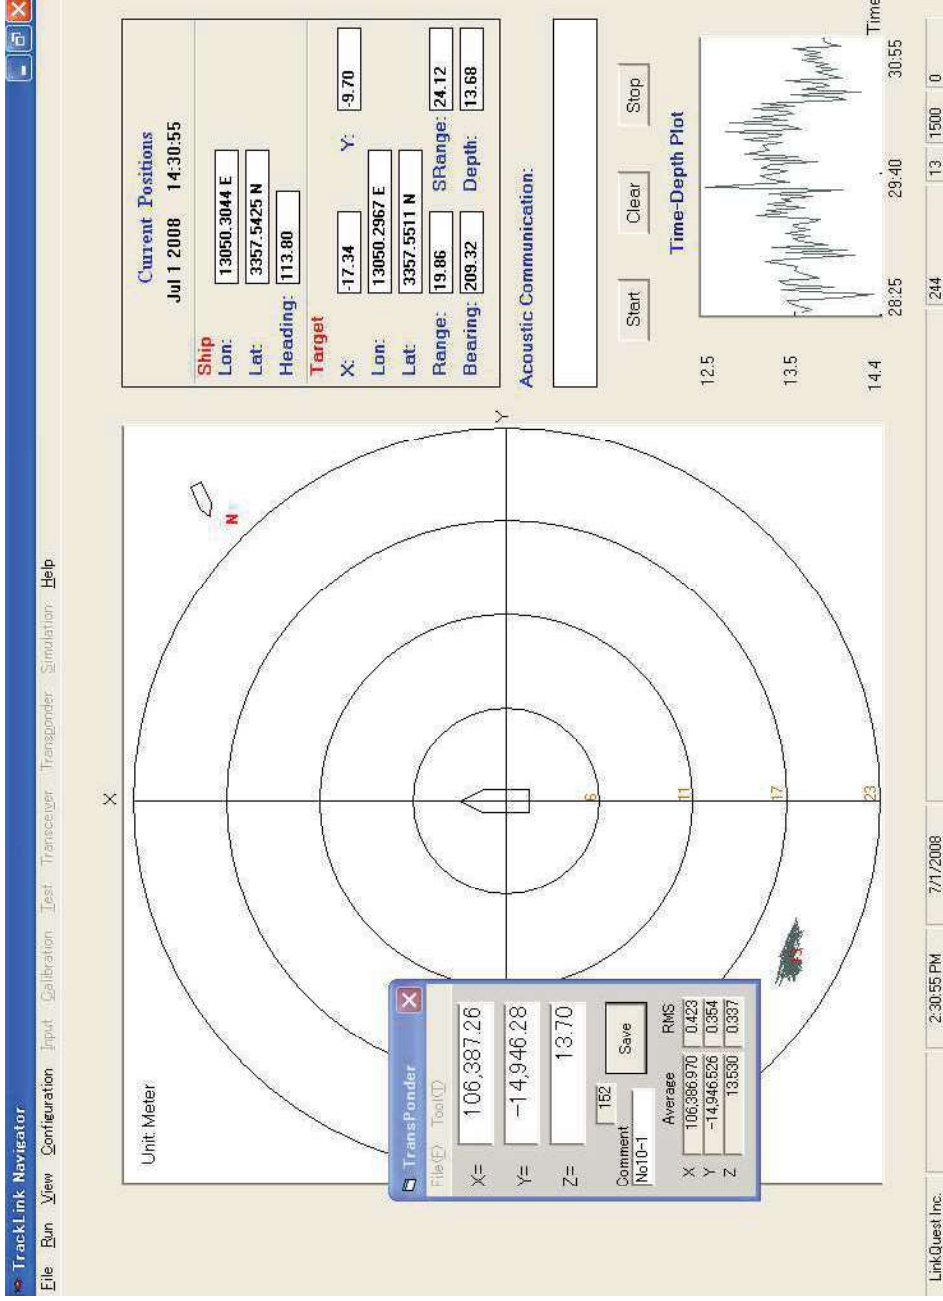 TrackLink Navigator
File Run View Configuration Input Calibration Test Transceiver Transponder Simulation Help
Unit:Meter
X
Y
N
6
11
17
23
TransPonder
File(F) Tool(T)
X= 106,387.26
Y= −14,946.28
Z= 13.70
152
Comment
No10-1
Save
Average RMS
X 106,386.970 0.423
Y −14,946.526 0.354
Z 13.530 0.337
Current Positions
Jul 1 2008 14:30:55
Ship
Lon: 13050.3044 E
Lat: 3357.5425 N
Heading: 113.80
Target
X: -17.34 Y: -9.70
Lon: 13050.2967 E
Lat: 3357.5511 N
Range: 19.86 SRange: 24.12
Bearing: 209.32 Depth: 13.68
Acoustic Communication:
Start Clear Stop
Time-Depth Plot
12.5
13.5
14.4
28:25 29:40 30:55
Time
LinkQuest Inc. 2:30:55 PM 7/1/2008 244 13 1500 0